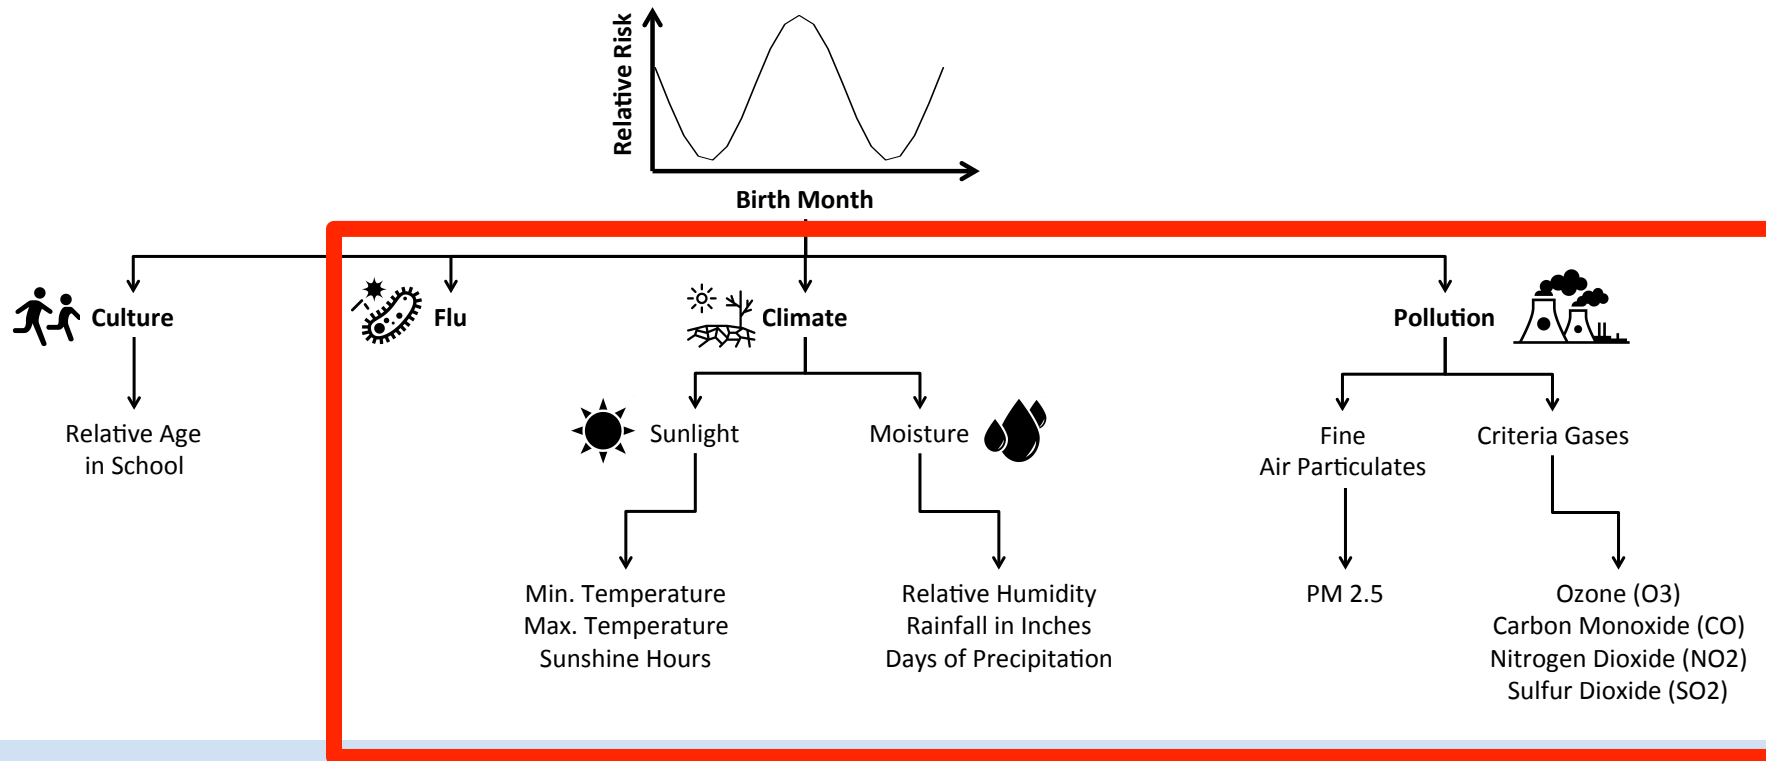 Relative Risk
Birth Month
Culture
Flu
Climate
Pollution
Relative Age
in School
Sunlight
Moisture
Fine
Air Particulates
Criteria Gases
Min. Temperature
Max. Temperature
Sunshine Hours
Relative Humidity
Rainfall in Inches
Days of Precipitation
PM 2.5
Ozone (O3)
Carbon Monoxide (CO)
Nitrogen Dioxide (NO2)
Sulfur Dioxide (SO2)